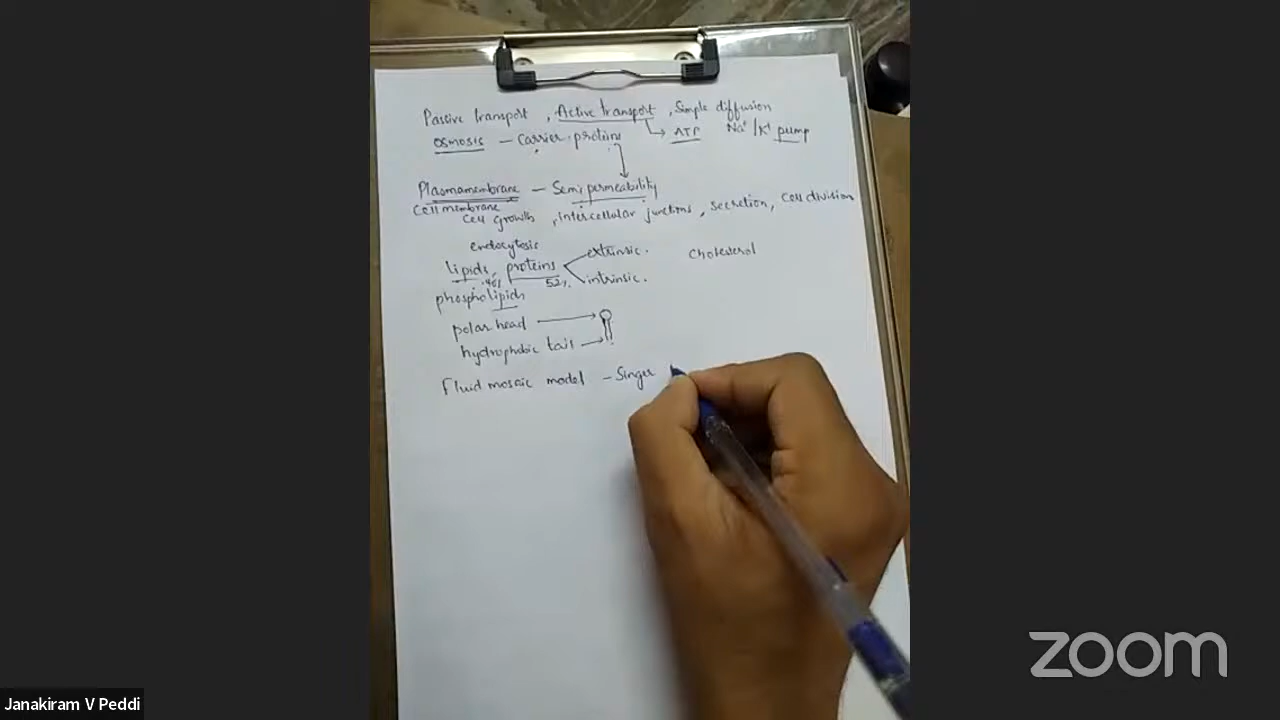 Passive transport , Active transport , Simple diffusion
Osmosis – Carrier proteins → ATP Na+/K+ pump
Plasmamembrane – Semi permeability
Cell membrane
Cell growth , intercellular junctions , secretion, cell division
endocytosis
lipids, proteins extrinsic. cholesterol
40% 52% intrinsic.
phospholipids
polar head
hydrophobic tail
Fluid mosaic model – Singer
zoom
Janakiram V Peddi